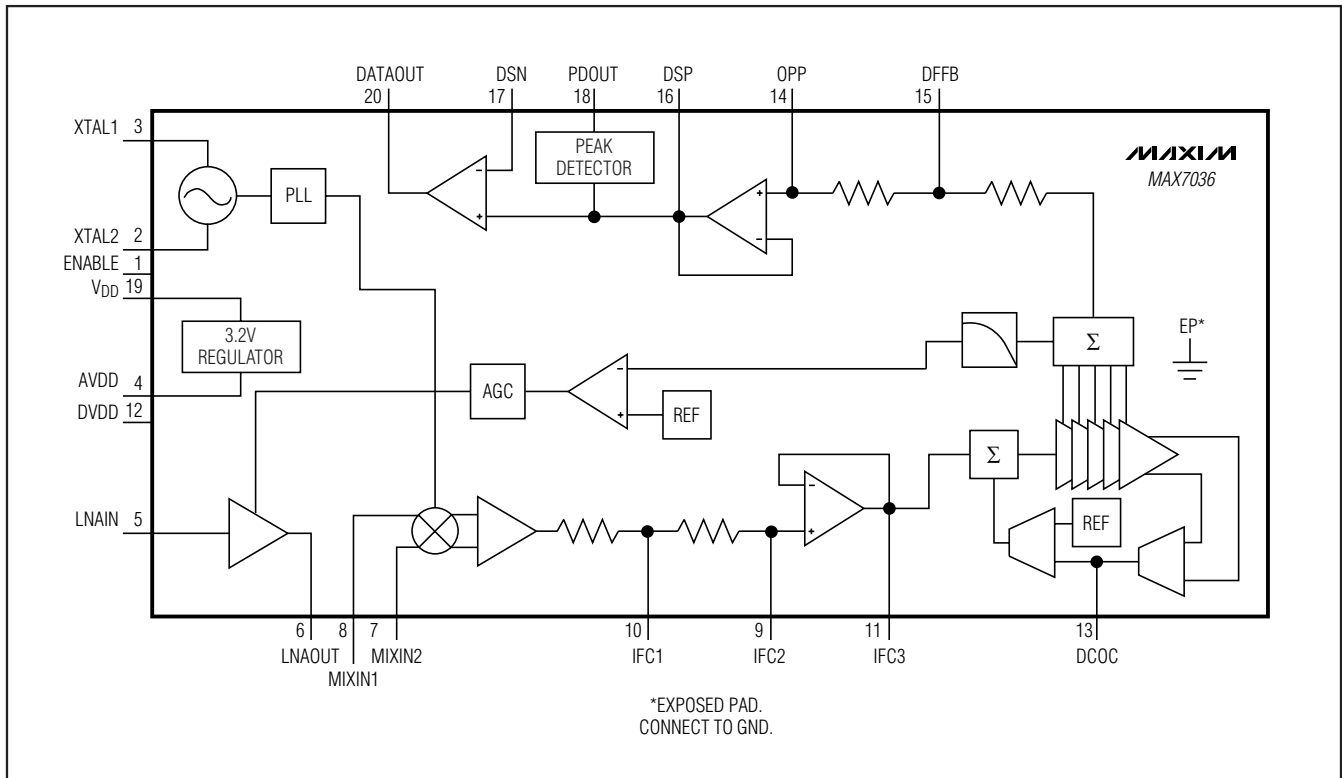 DATAOUT DSN PDOUT DSP OPP DFFB
20 17 18 16 14 15
XTAL1 3
PEAK
DETECTOR
MAXIM
MAX7036
PLL
XTAL2 2
ENABLE 1
VDD 19
3.2V
REGULATOR
Σ
EP*
AVDD 4
AGC
DVDD 12
REF
Σ
LNAIN 5
REF
6 8 7 10 9 11 13
LNAOUT MIXIN2 IFC1 IFC2 IFC3 DCOC
MIXIN1
*EXPOSED PAD.
CONNECT TO GND.